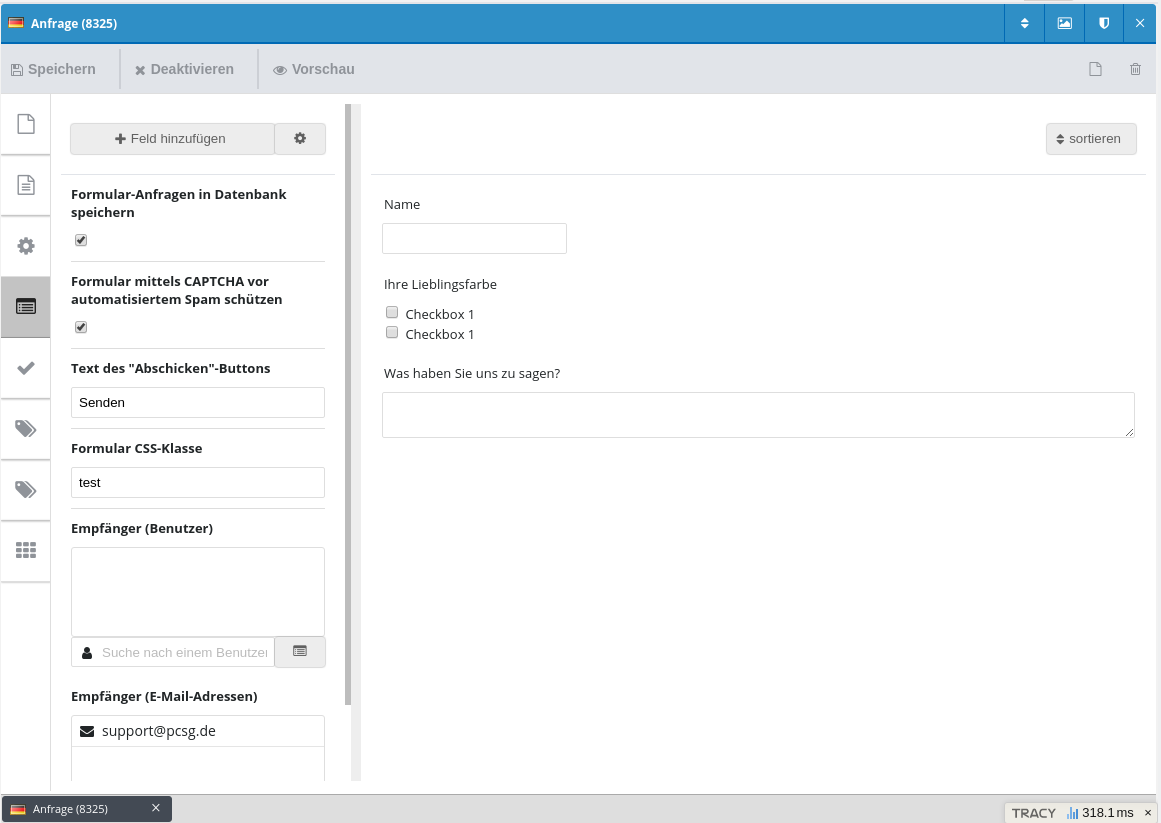 Anfrage (8325)
Speichern
Deaktivieren
Vorschau
Feld hinzufügen
sortieren
Formular-Anfragen in Datenbank
speichern
Formular mittels CAPTCHA vor
automatisiertem Spam schützen
Text des "Abschicken"-Buttons
Senden
Formular CSS-Klasse
test
Empfänger (Benutzer)
Suche nach einem Benutzer
Empfänger (E-Mail-Adressen)
support@pcsg.de
Name
Ihre Lieblingsfarbe
Checkbox 1
Checkbox 1
Was haben Sie uns zu sagen?
Anfrage (8325)
TRACY 318.1 ms